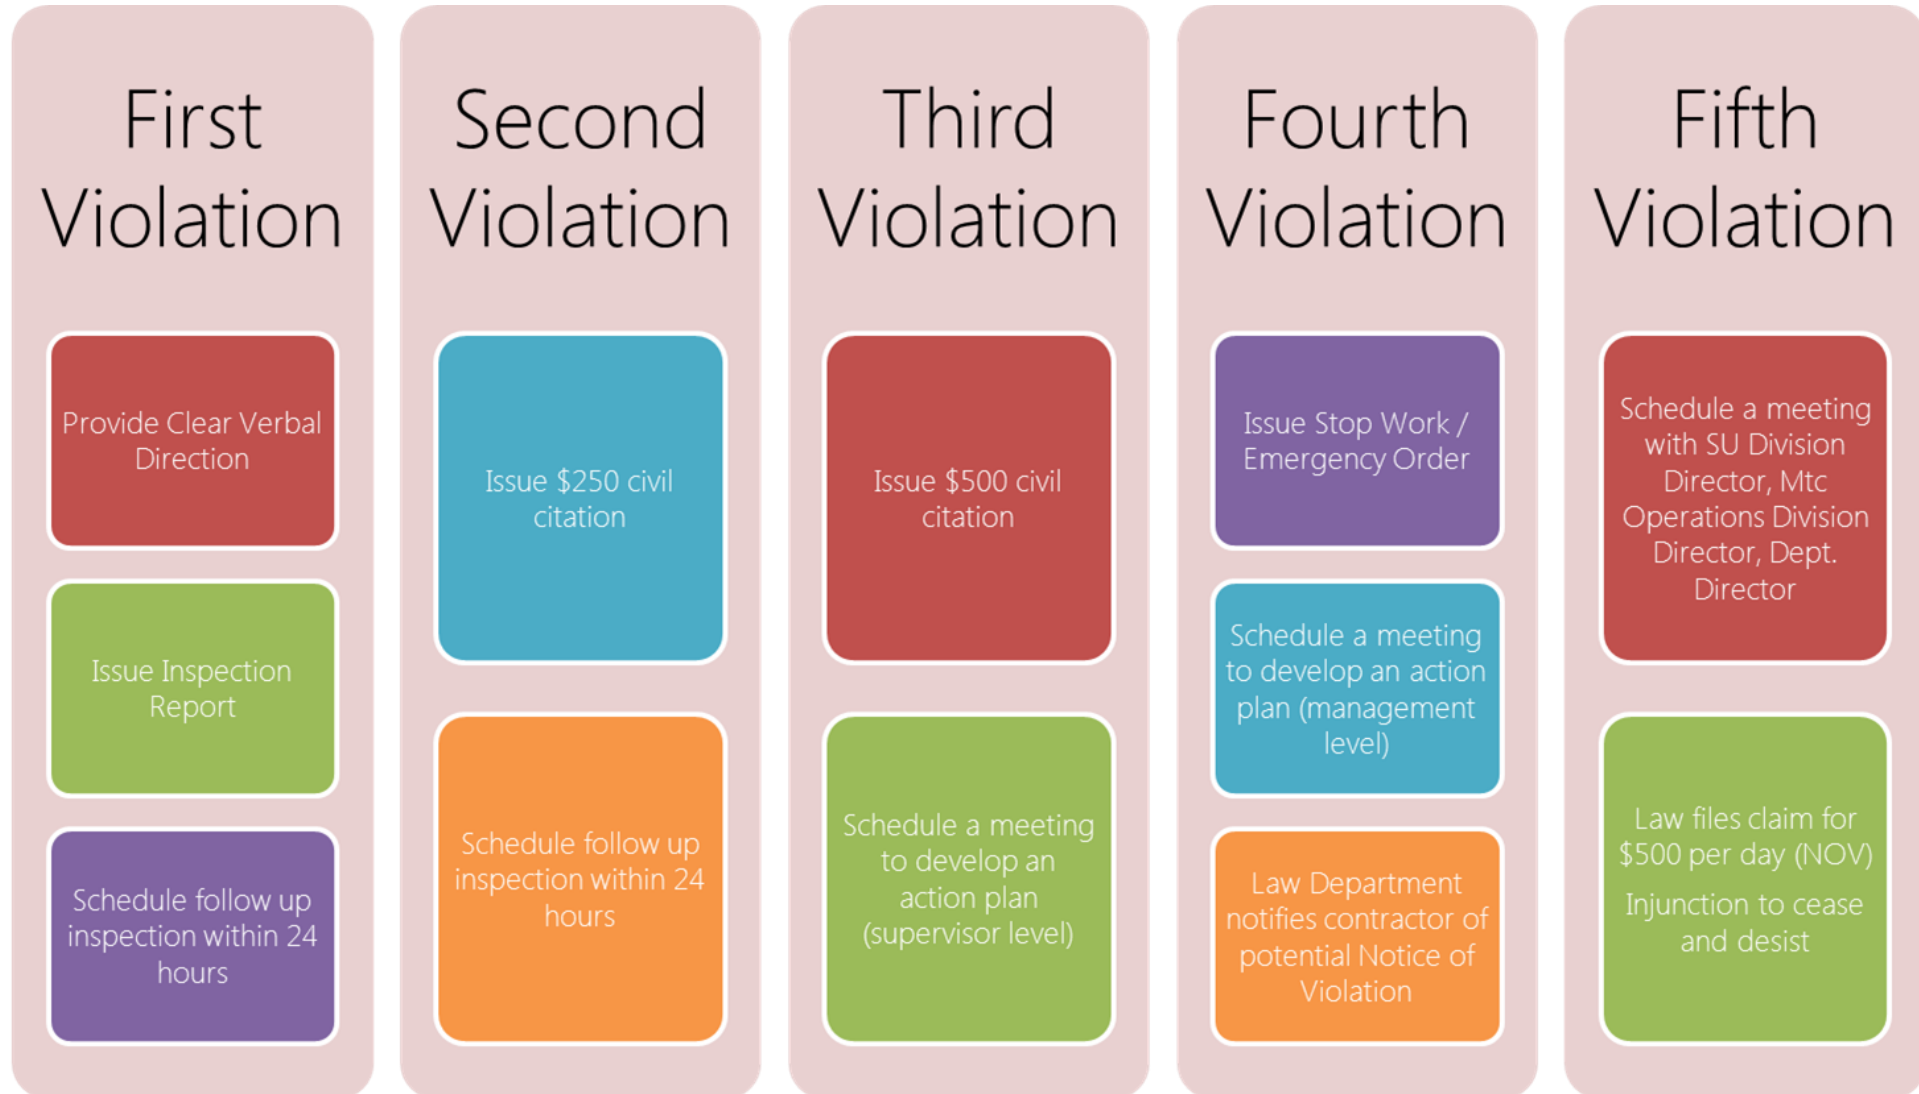 First
Violation
Provide Clear Verbal
Direction
Issue Inspection
Report
Schedule follow up
inspection within 24
hours
Second
Violation
Issue $250 civil
citation
Schedule follow up
inspection within 24
hours
Third
Violation
Issue $500 civil
citation
Schedule a meeting
to develop an
action plan
(supervisor level)
Fourth
Violation
Issue Stop Work /
Emergency Order
Schedule a meeting
to develop an action
plan (management
level)
Law Department
notifies contractor of
potential Notice of
Violation
Fifth
Violation
Schedule a meeting
with SU Division
Director, Mtc
Operations Division
Director, Dept.
Director
Law files claim for
$500 per day (NOV)
Injunction to cease
and desist